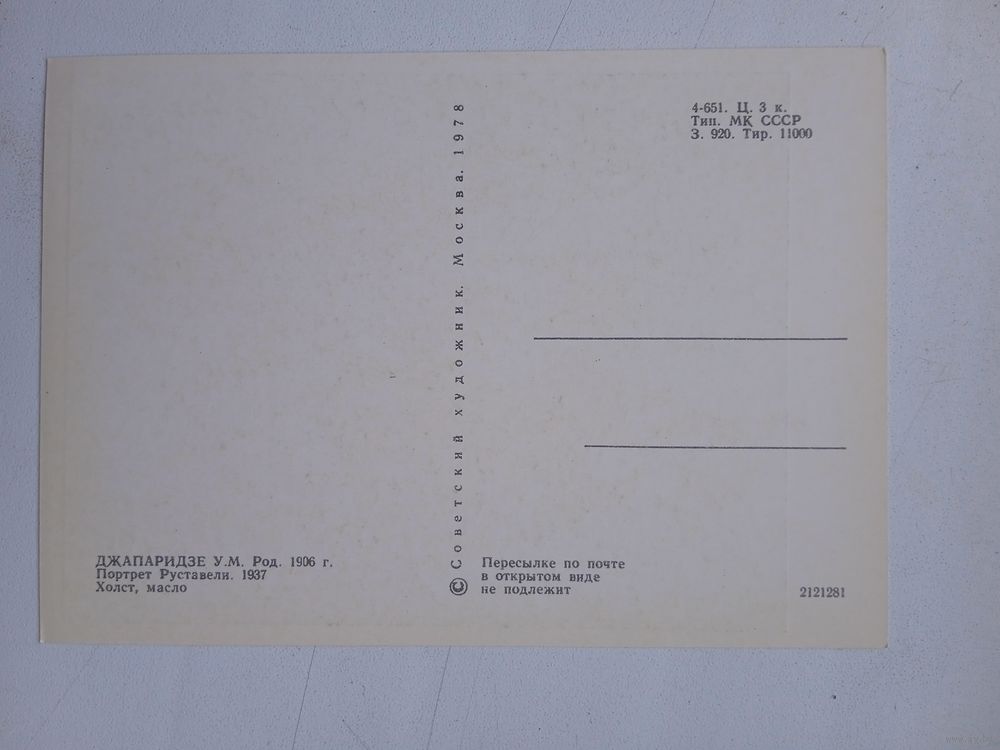 4-651. Ц. 3 к.
Тип. МК СССР
З. 920. Тир. 11000
© Советский художник. Москва. 1978
ДЖАПАРИДЗЕ У.М. Род. 1906 г.
Портрет Руставели. 1937
Холст, масло
Пересылке по почте
в открытом виде
не подлежит
2121281